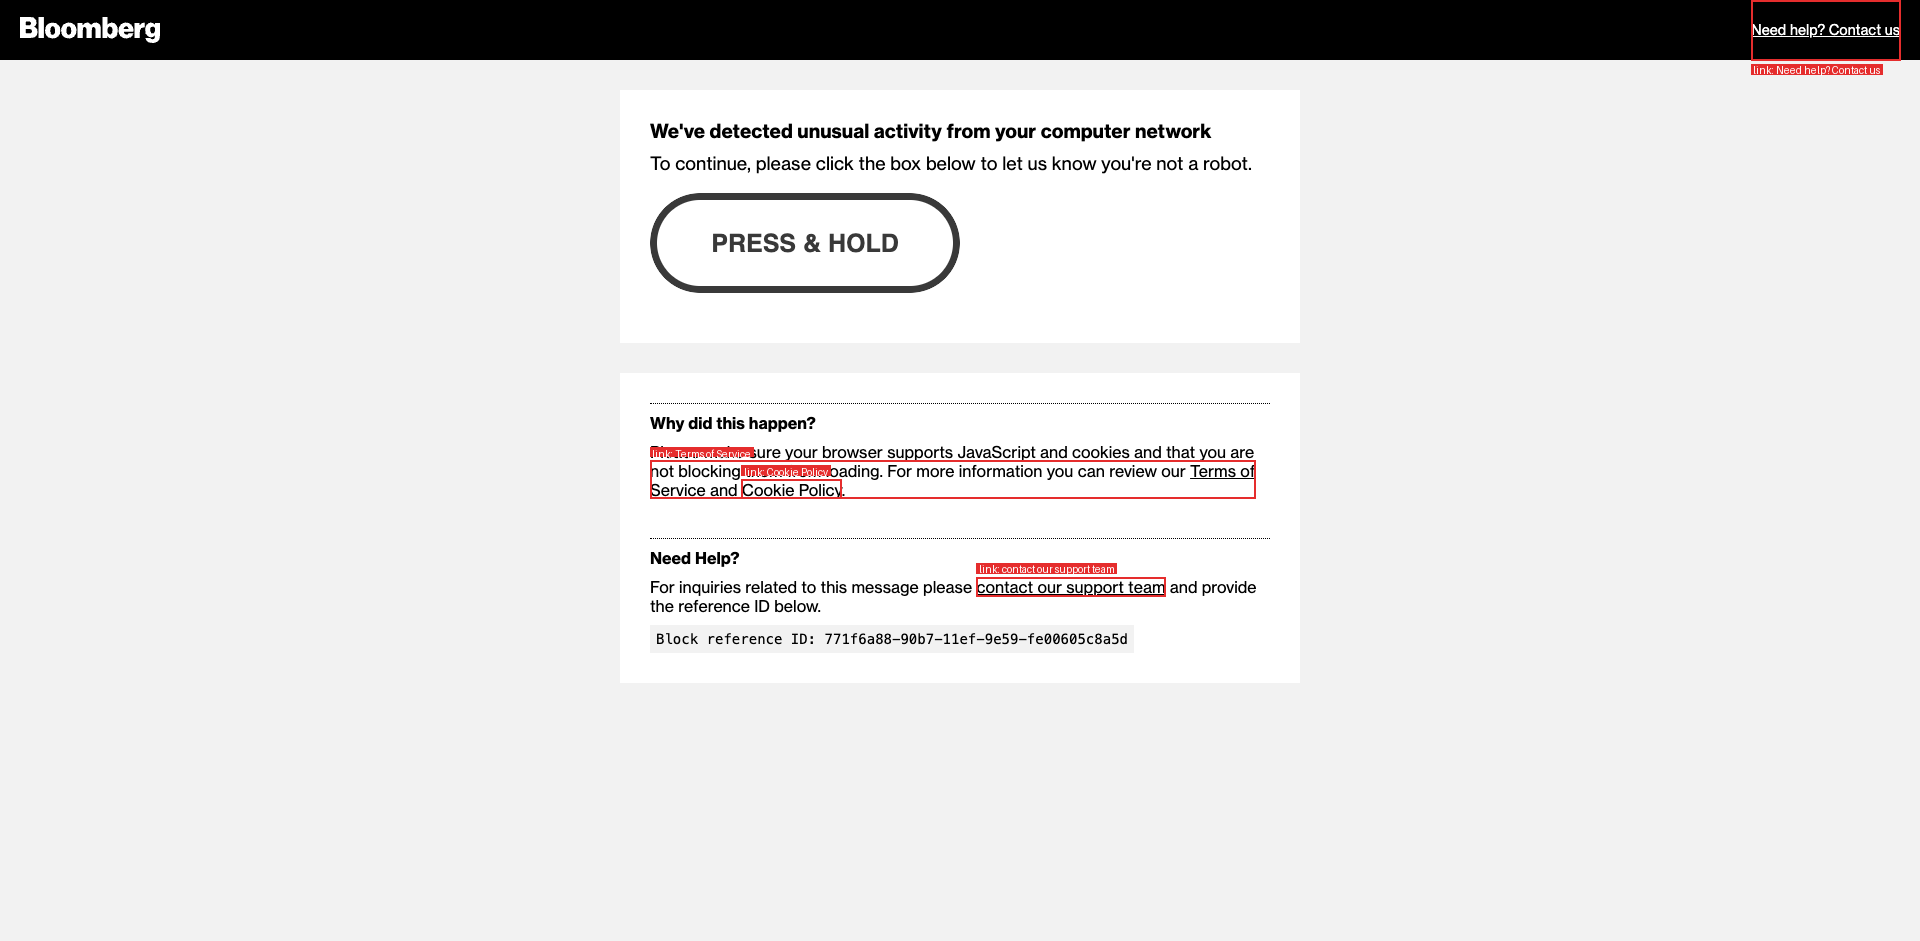 Bloomberg
Need help? Contact us
link: Need help? Contact us
We've detected unusual activity from your computer network
To continue, please click the box below to let us know you're not a robot.
PRESS & HOLD
Why did this happen?
sure your browser supports JavaScript and cookies and that you are
link: Terms of Service
not blocking oading. For more information you can review our Terms of
link: Cookie Policy
Service and Cookie Policy.
Need Help?
link: contact our support team
For inquiries related to this message please contact our support team and provide
the reference ID below.
Block reference ID: 771f6a88-90b7-11ef-9e59-fe00605c8a5d